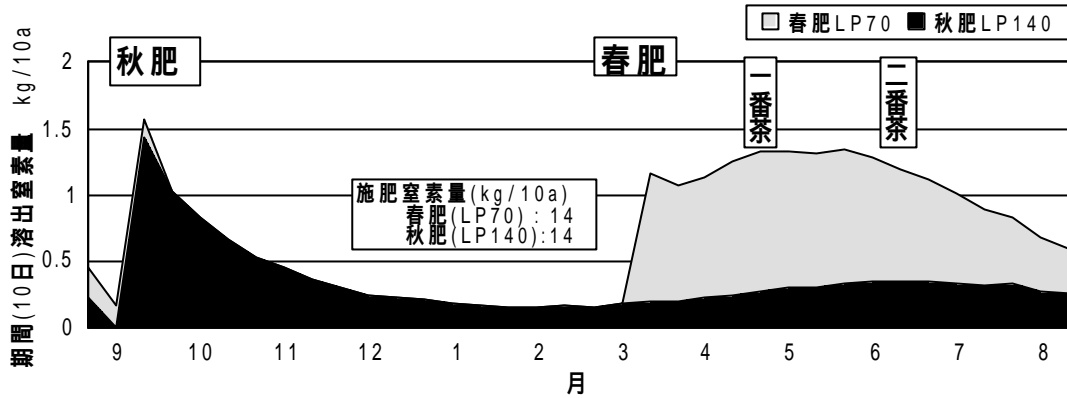 春肥LP70 秋肥LP140
期間(10日)溶出窒素量 kg/10a
2
1.5
1
0.5
0
秋肥
春肥
一番茶
二番茶
施肥窒素量(kg/10a)
春肥(LP70) : 14
秋肥(LP140):14
9 10 11 12 1 2 3 4 5 6 7 8
月